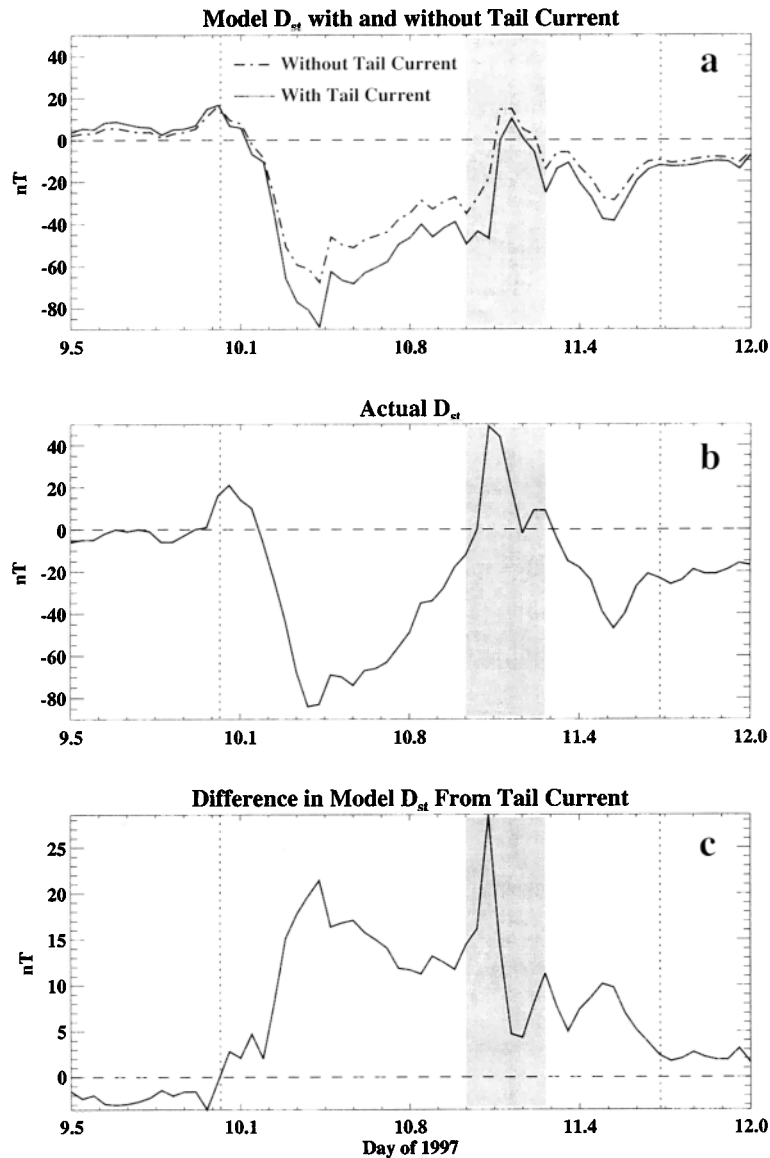 Model Dst with and without Tail Current
40
20
0
-20
-40
-60
-80
nT
Without Tail Current
With Tail Current
a
9.5
10.1
10.8
11.4
12.0
Actual Dst
40
20
0
-20
-40
-60
-80
nT
b
9.5
10.1
10.8
11.4
12.0
Difference in Model Dst From Tail Current
25
20
15
10
5
0
nT
c
9.5
10.1
10.8
11.4
12.0
Day of 1997